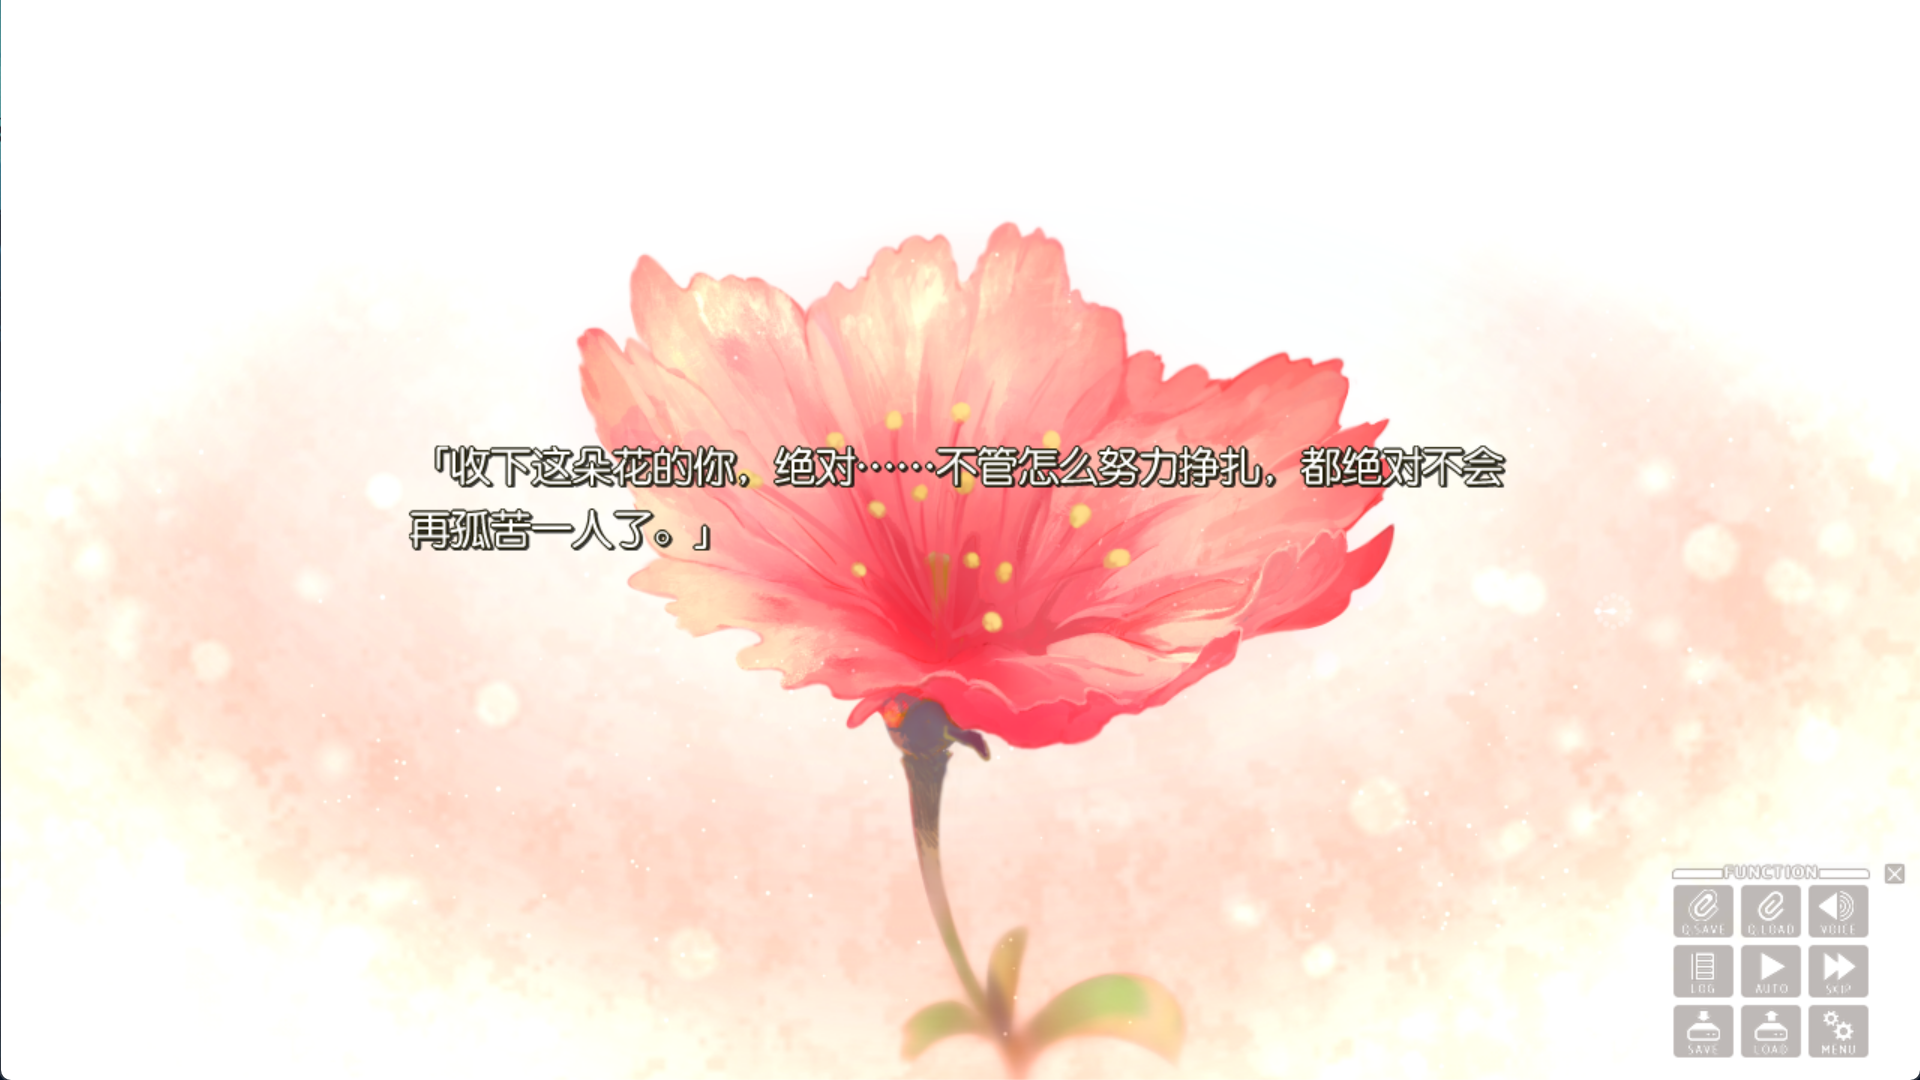 「收下这朵花的你，绝对……不管怎么努力挣扎，都绝对不会
再孤苦一人了。」
FUNCTION
Q.SAVE Q.LOAD VOICE
LOG AUTO SKIP
SAVE LOAD MENU